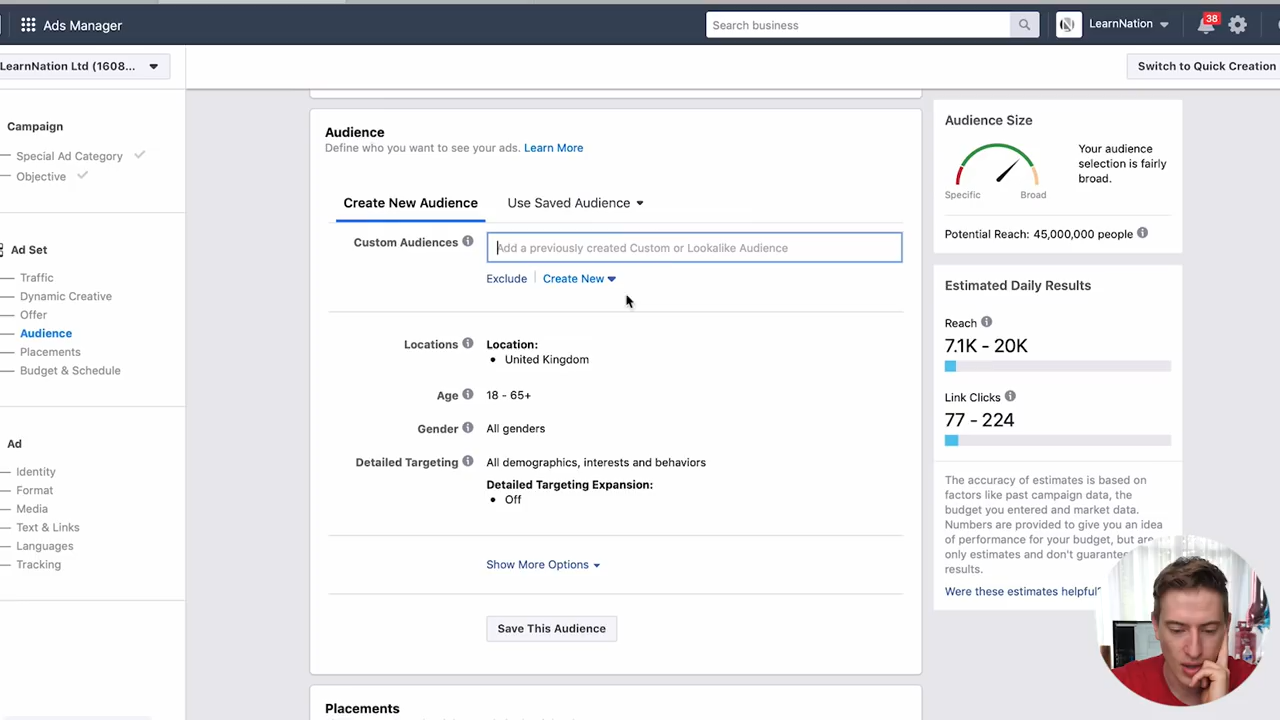 Ads Manager
Search business
LearnNation
38
LearnNation Ltd (1608...
Switch to Quick Creation
Campaign
Special Ad Category
Objective
Ad Set
Traffic
Dynamic Creative
Offer
Audience
Placements
Budget & Schedule
Ad
Identity
Format
Media
Text & Links
Languages
Tracking
Audience
Define who you want to see your ads. Learn More
Create New Audience
Use Saved Audience
Custom Audiences
Add a previously created Custom or Lookalike Audience
Exclude
Create New
Locations
Location:
United Kingdom
Age
18 - 65+
Gender
All genders
Detailed Targeting
All demographics, interests and behaviors
Detailed Targeting Expansion:
Off
Show More Options
Save This Audience
Placements
Audience Size
Specific
Broad
Your audience
selection is fairly
broad.
Potential Reach: 45,000,000 people
Estimated Daily Results
Reach
7.1K - 20K
Link Clicks
77 - 224
The accuracy of estimates is based on
factors like past campaign data, the
budget you entered and market data.
Numbers are provided to give you an idea
of performance for your budget, but are
only estimates and don't guarantee
results.
Were these estimates helpful?